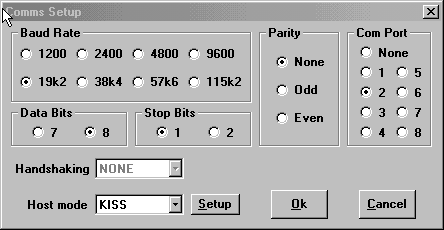 Comms Setup
Baud Rate
1200 2400 4800 9600
19k2 38k4 57k6 115k2
Data Bits
7 8
Stop Bits
1 2
Parity
None
Odd
Even
Com Port
None
1 5
2 6
3 7
4 8
Handshaking NONE
Host mode KISS Setup Ok Cancel